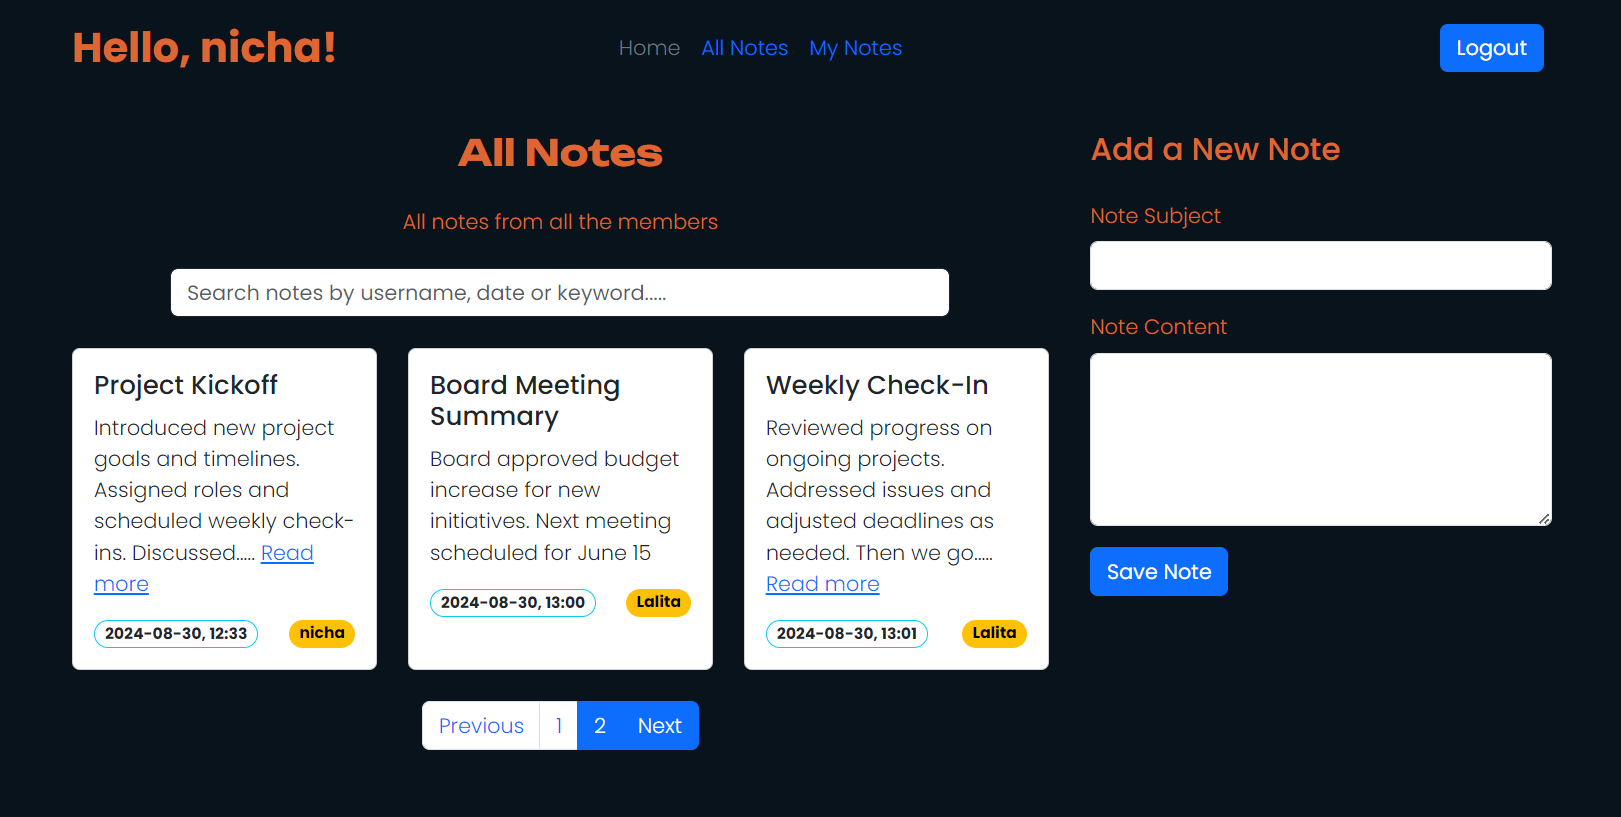 Hello, nicha!
Home All Notes My Notes
Logout
All Notes
All notes from all the members
Search notes by username, date or keyword.....
Project Kickoff
Introduced new project
goals and timelines.
Assigned roles and
scheduled weekly check-
ins. Discussed..... Read
more
2024-08-30, 12:33 nicha
Board Meeting
Summary
Board approved budget
increase for new
initiatives. Next meeting
scheduled for June 15
2024-08-30, 13:00 Lalita
Weekly Check-In
Reviewed progress on
ongoing projects.
Addressed issues and
adjusted deadlines as
needed. Then we go.....
Read more
2024-08-30, 13:01 Lalita
Previous 1 2 Next
Add a New Note
Note Subject
Note Content
Save Note